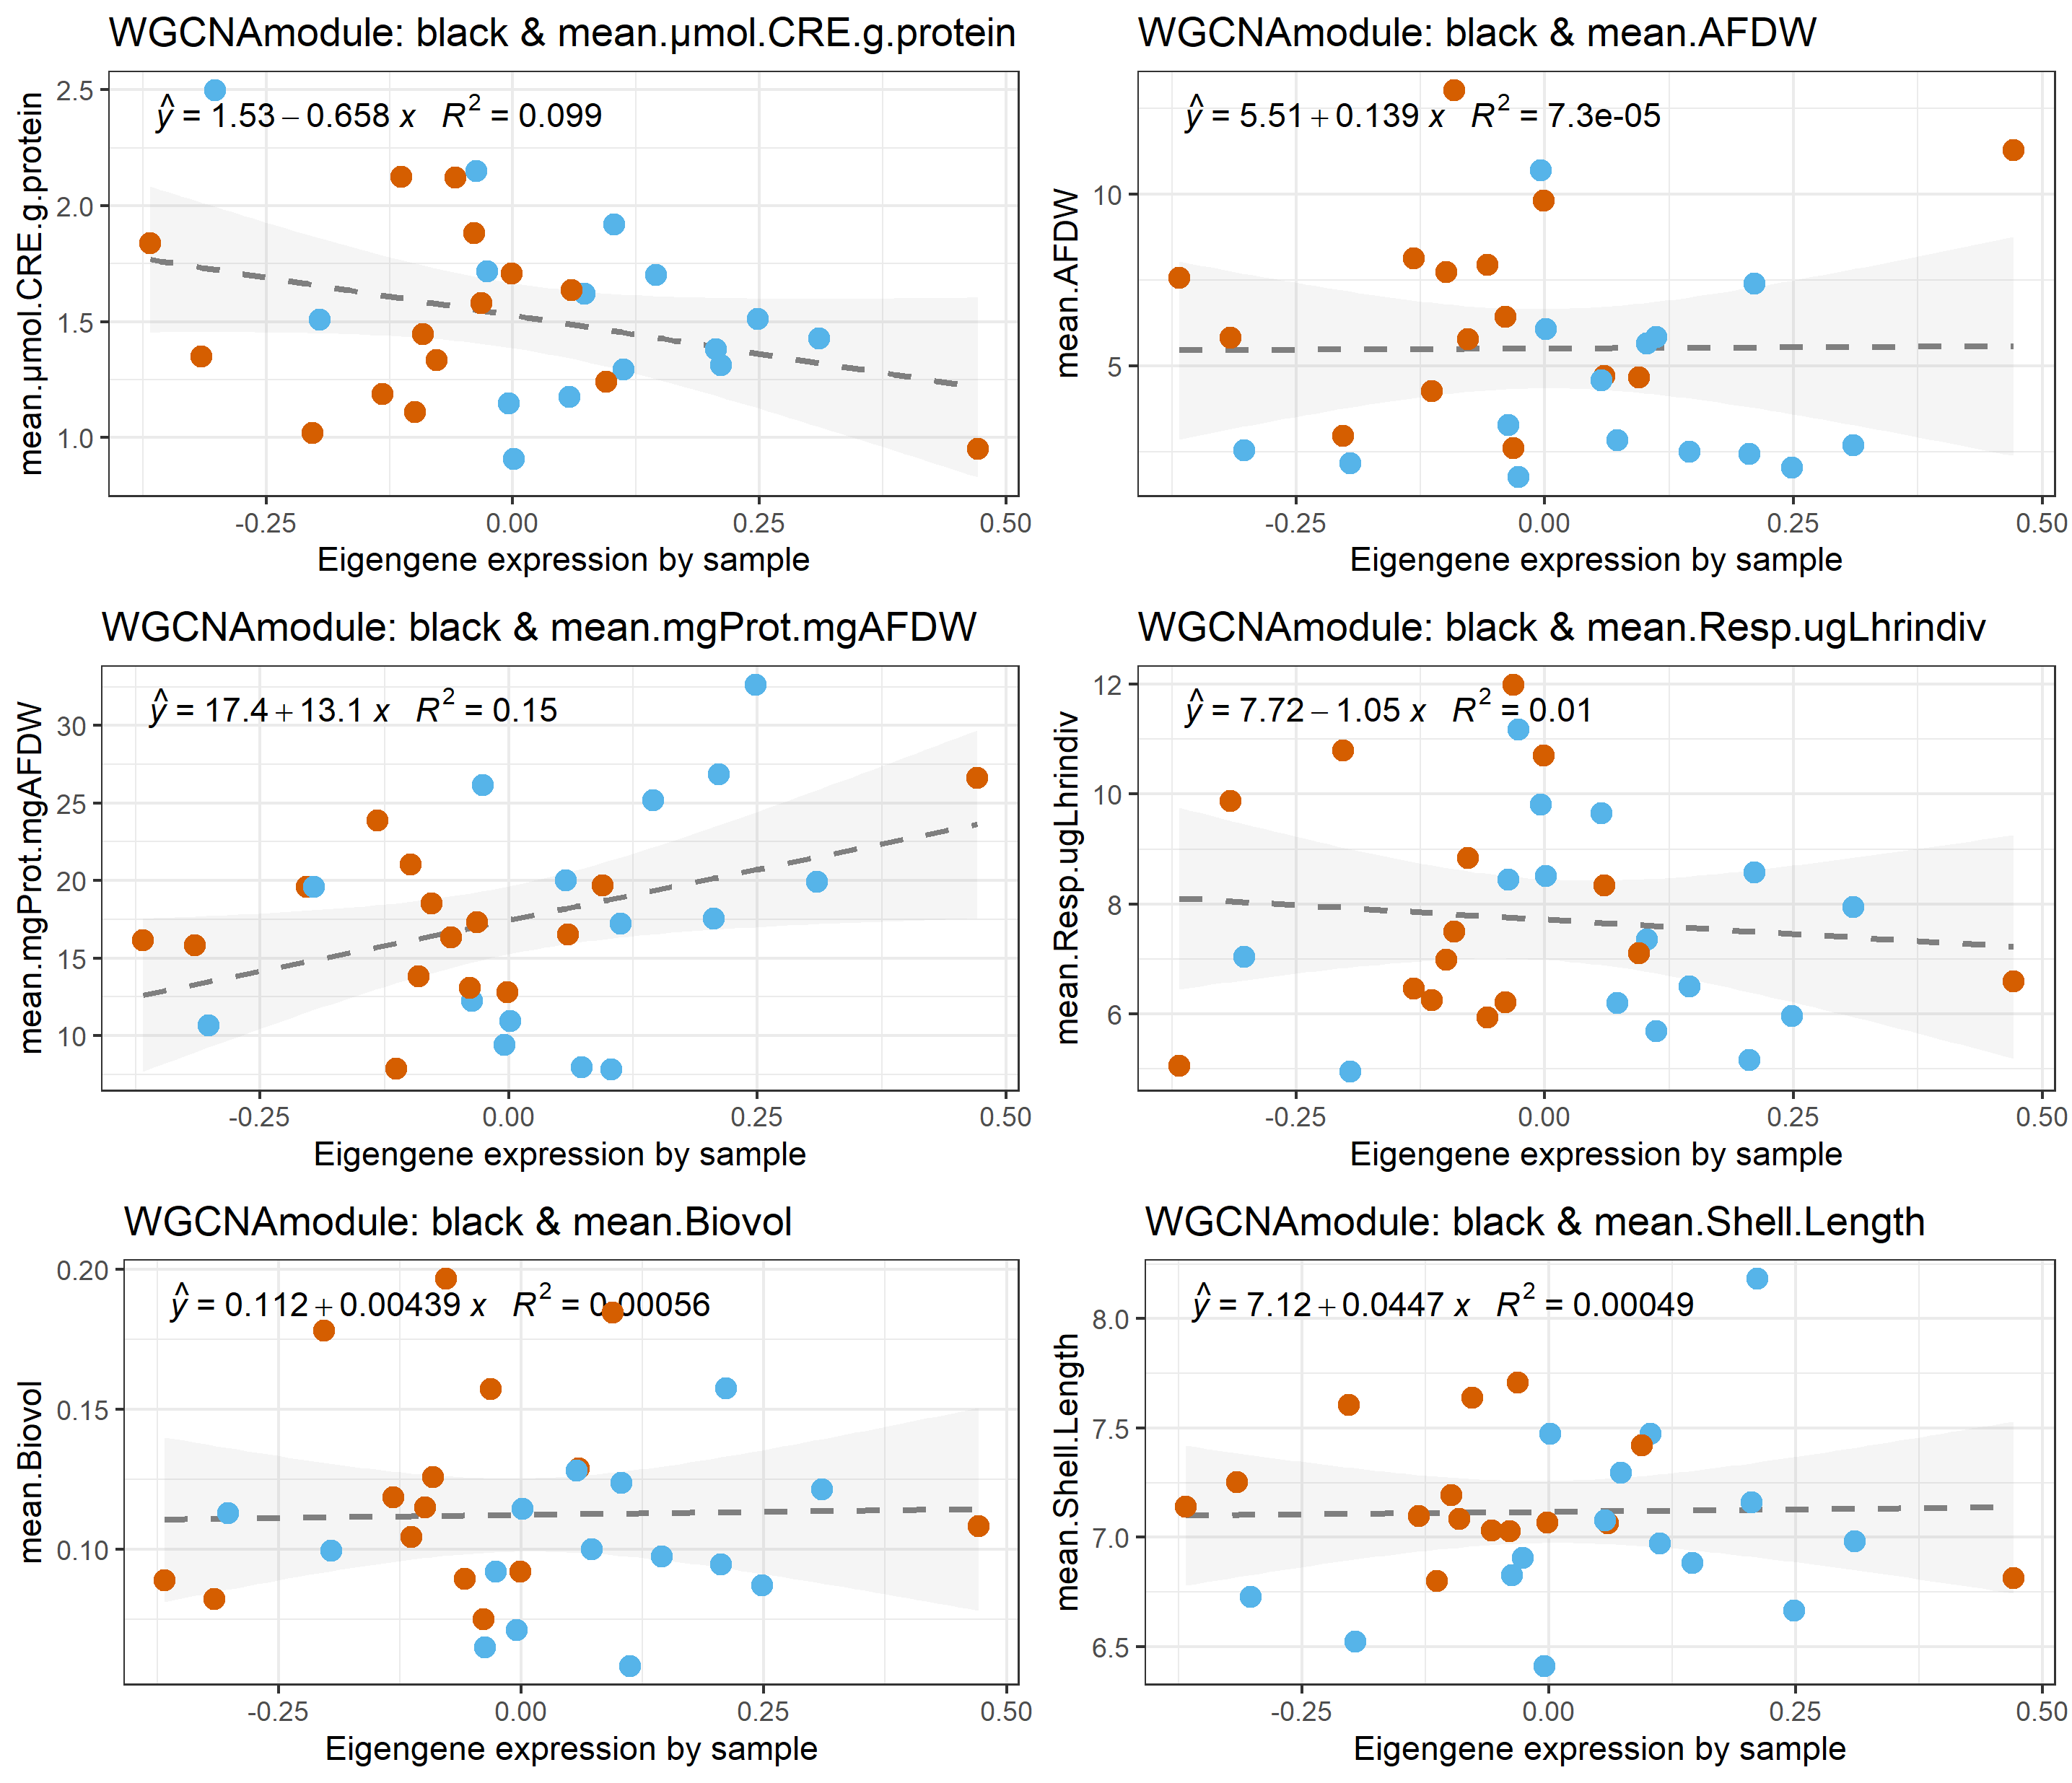 WGCNAmodule: black & mean.µmol.CRE.g.protein
ŷ = 1.53 − 0.658 x R² = 0.099
mean.µmol.CRE.g.protein
2.5
2.0
1.5
1.0
-0.25 0.00 0.25 0.50
Eigengene expression by sample
WGCNAmodule: black & mean.AFDW
ŷ = 5.51 + 0.139 x R² = 7.3e-05
mean.AFDW
10
5
-0.25 0.00 0.25 0.50
Eigengene expression by sample
WGCNAmodule: black & mean.mgProt.mgAFDW
ŷ = 17.4 + 13.1 x R² = 0.15
mean.mgProt.mgAFDW
30
25
20
15
10
-0.25 0.00 0.25 0.50
Eigengene expression by sample
WGCNAmodule: black & mean.Resp.ugLhrindiv
ŷ = 7.72 − 1.05 x R² = 0.01
mean.Resp.ugLhrindiv
12
10
8
6
-0.25 0.00 0.25 0.50
Eigengene expression by sample
WGCNAmodule: black & mean.Biovol
ŷ = 0.112 + 0.00439 x R² = 0.00056
mean.Biovol
0.20
0.15
0.10
-0.25 0.00 0.25 0.50
Eigengene expression by sample
WGCNAmodule: black & mean.Shell.Length
ŷ = 7.12 + 0.0447 x R² = 0.00049
mean.Shell.Length
8.0
7.5
7.0
6.5
-0.25 0.00 0.25 0.50
Eigengene expression by sample